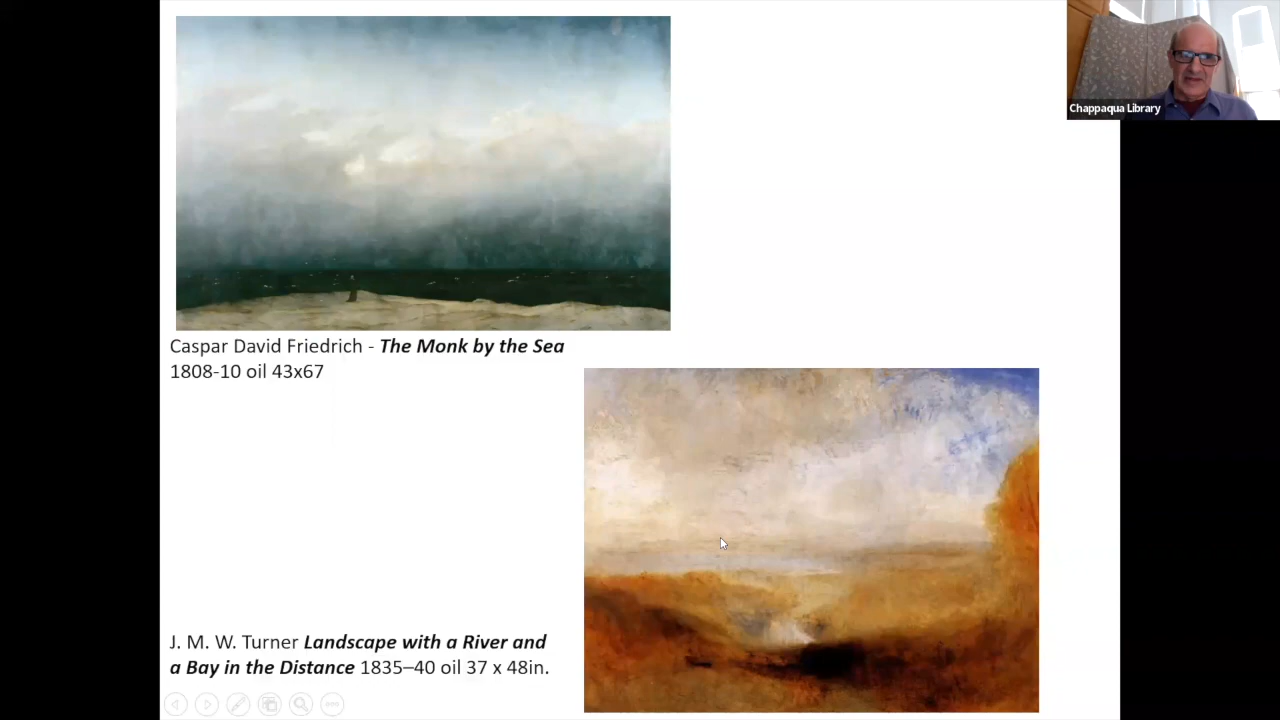 Chappaqua Library
Caspar David Friedrich - The Monk by the Sea
1808-10 oil 43x67
J. M. W. Turner Landscape with a River and
a Bay in the Distance 1835–40 oil 37 x 48in.